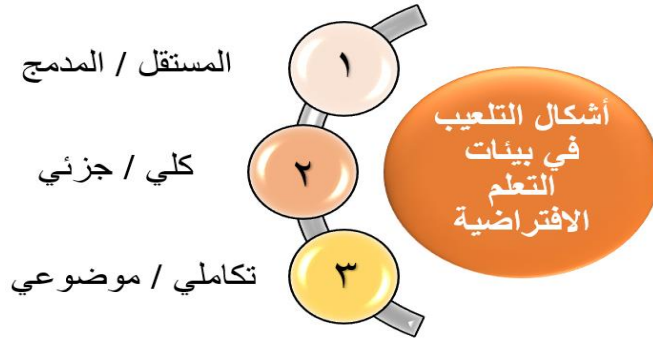 أشكال التلعيب
في بيئات
التعلم
الافتراضية
١
المستقل / المدمج
٢
كلي / جزئي
٣
تكاملي / موضوعي